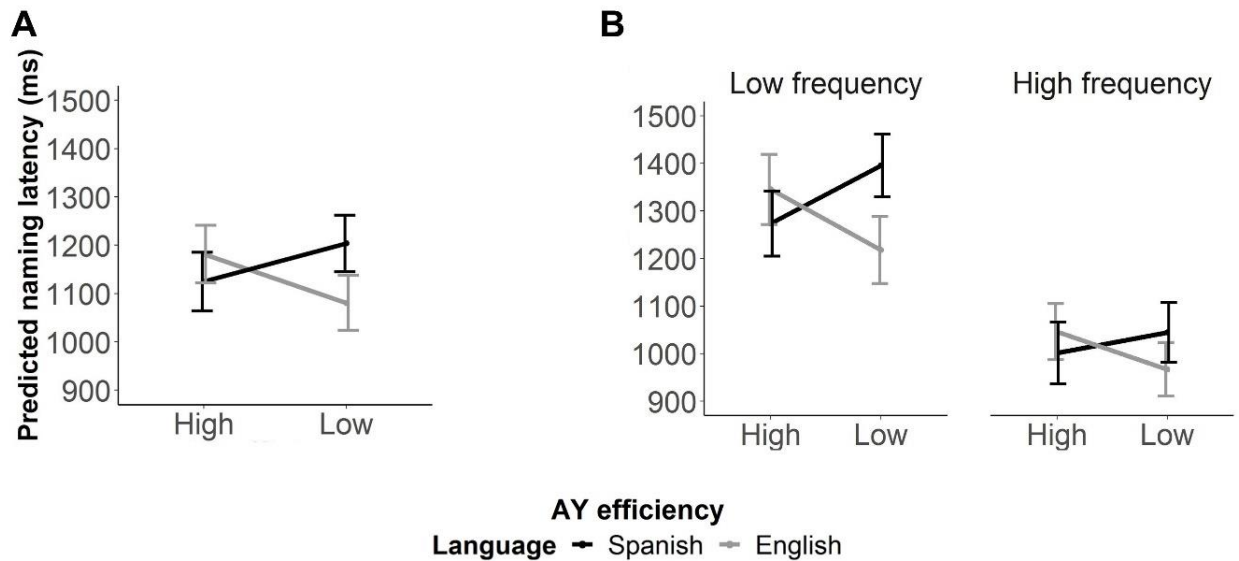 A
Predicted naming latency (ms)
1500
1400
1300
1200
1100
1000
900
High Low
B
Low frequency High frequency
1500
1400
1300
1200
1100
1000
900
High Low High Low
AY efficiency
Language Spanish English